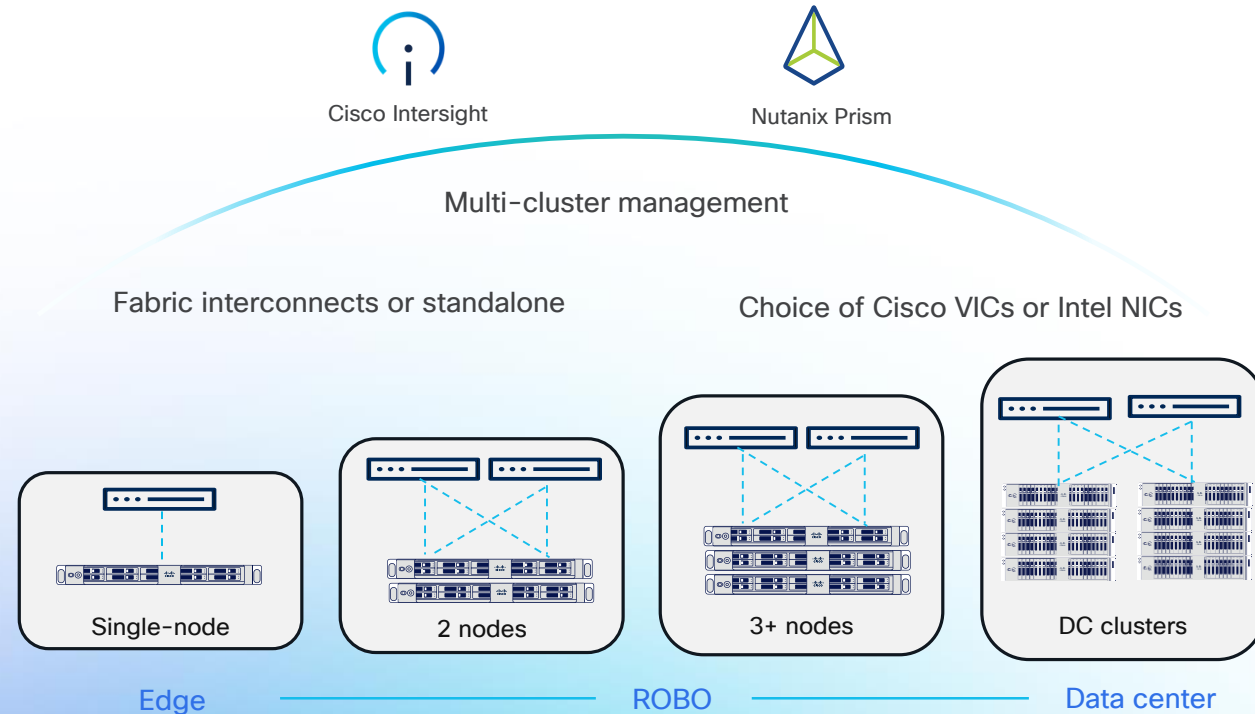 Cisco Intersight
Nutanix Prism
Multi-cluster management
Fabric interconnects or standalone
Choice of Cisco VICs or Intel NICs
Single-node
2 nodes
3+ nodes
DC clusters
Edge
ROBO
Data center